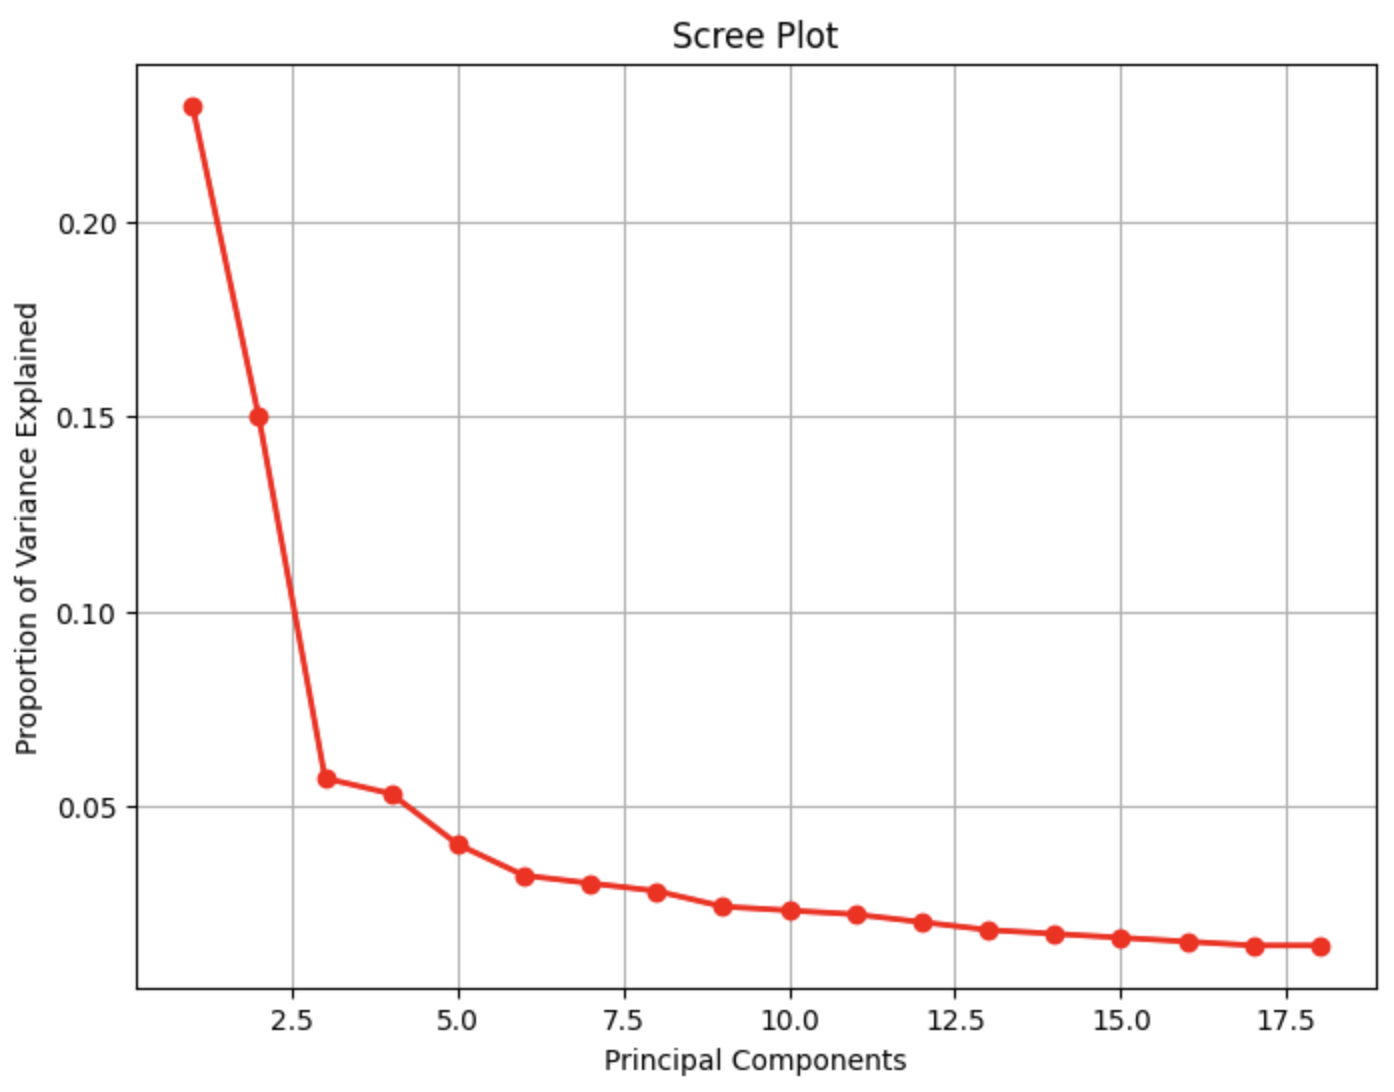 Scree Plot
Proportion of Variance Explained
0.20
0.15
0.10
0.05
2.5 5.0 7.5 10.0 12.5 15.0 17.5
Principal Components